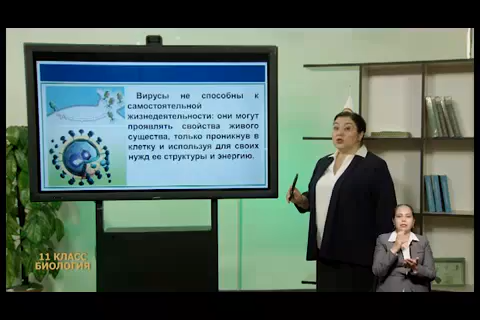 Вирусы не способны к
самостоятельной
жизнедеятельности: они могут
проявлять свойства живого
существа, только проникнув в
клетку и используя для своих
нужд ее структуры и энергию.
11 КЛАСС
БИОЛОГИЯ